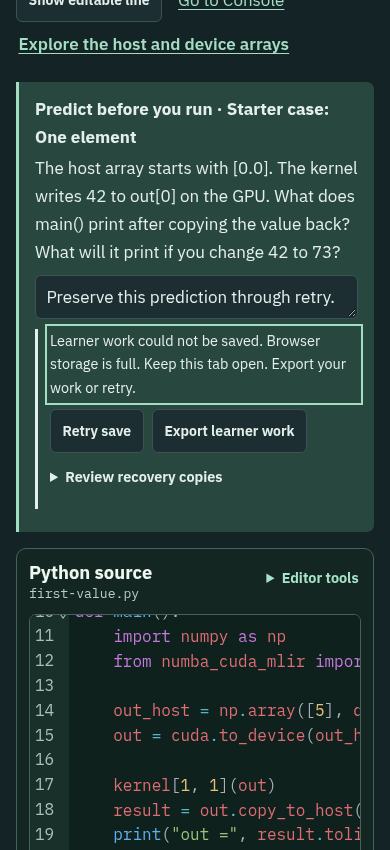 Show editable line Go to Console
Explore the host and device arrays
Predict before you run · Starter case:
One element
The host array starts with [0.0]. The kernel
writes 42 to out[0] on the GPU. What does
main() print after copying the value back?
What will it print if you change 42 to 73?
Preserve this prediction through retry.
Learner work could not be saved. Browser
storage is full. Keep this tab open. Export your
work or retry.
Retry save Export learner work
▶ Review recovery copies
Python source
first-value.py
▶ Editor tools
10 def main():
11 import numpy as np
12 from numba_cuda_mlir impor
13
14 out_host = np.array([5], d
15 out = cuda.to_device(out_h
16
17 kernel[1, 1](out)
18 result = out.copy_to_host(
19 print("out =", result.toli